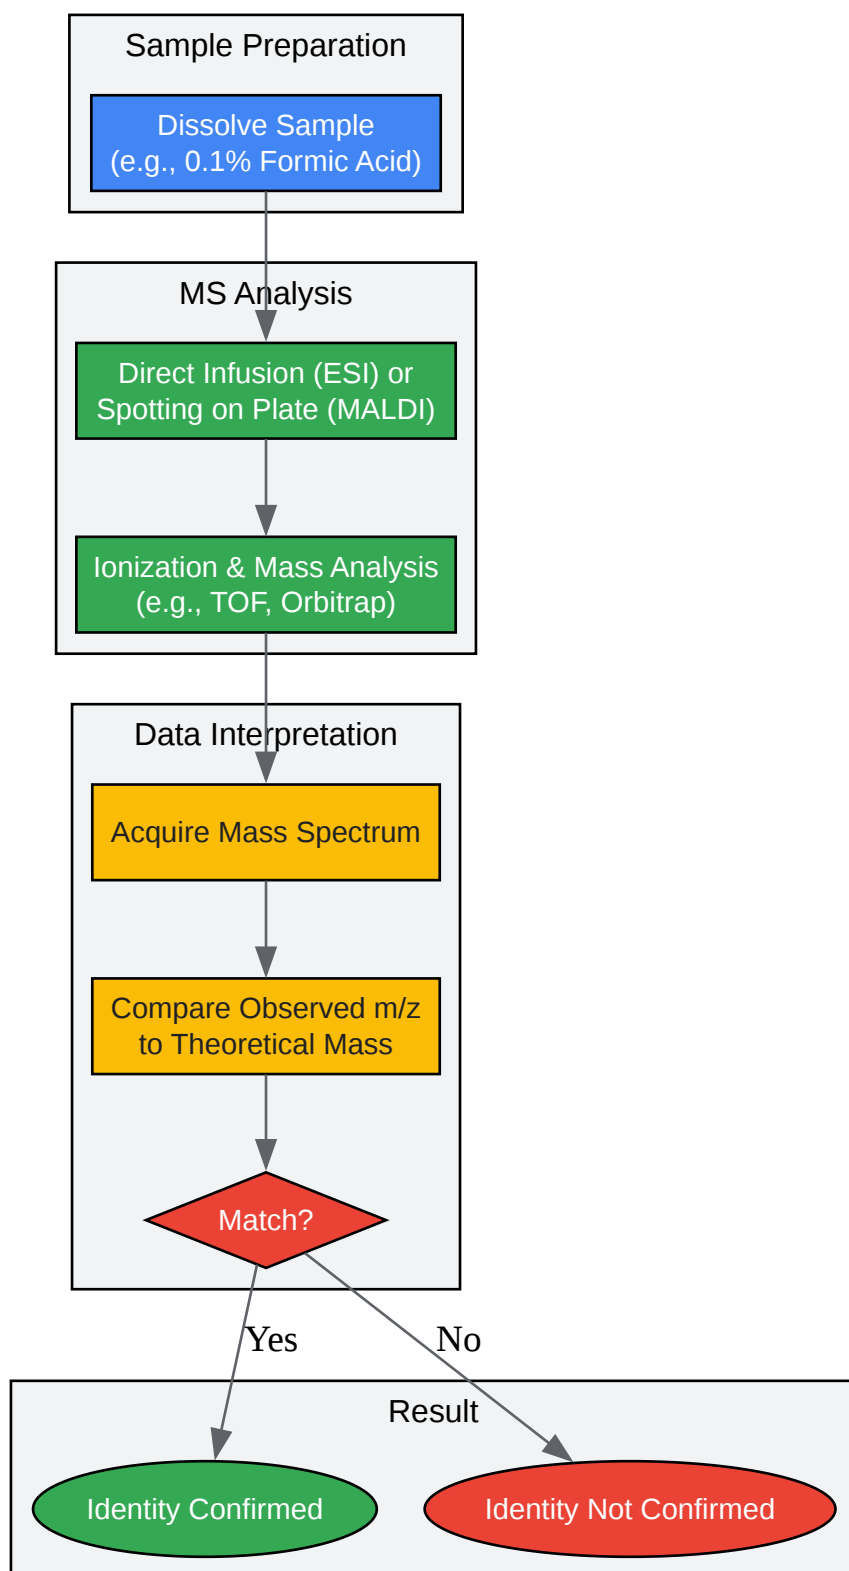 Sample Preparation
Dissolve Sample
(e.g., 0.1% Formic Acid)
MS Analysis
Direct Infusion (ESI) or
Spotting on Plate (MALDI)
Ionization & Mass Analysis
(e.g., TOF, Orbitrap)
Data Interpretation
Acquire Mass Spectrum
Compare Observed m/z
to Theoretical Mass
Match?
Yes
No
Result
Identity Confirmed
Identity Not Confirmed